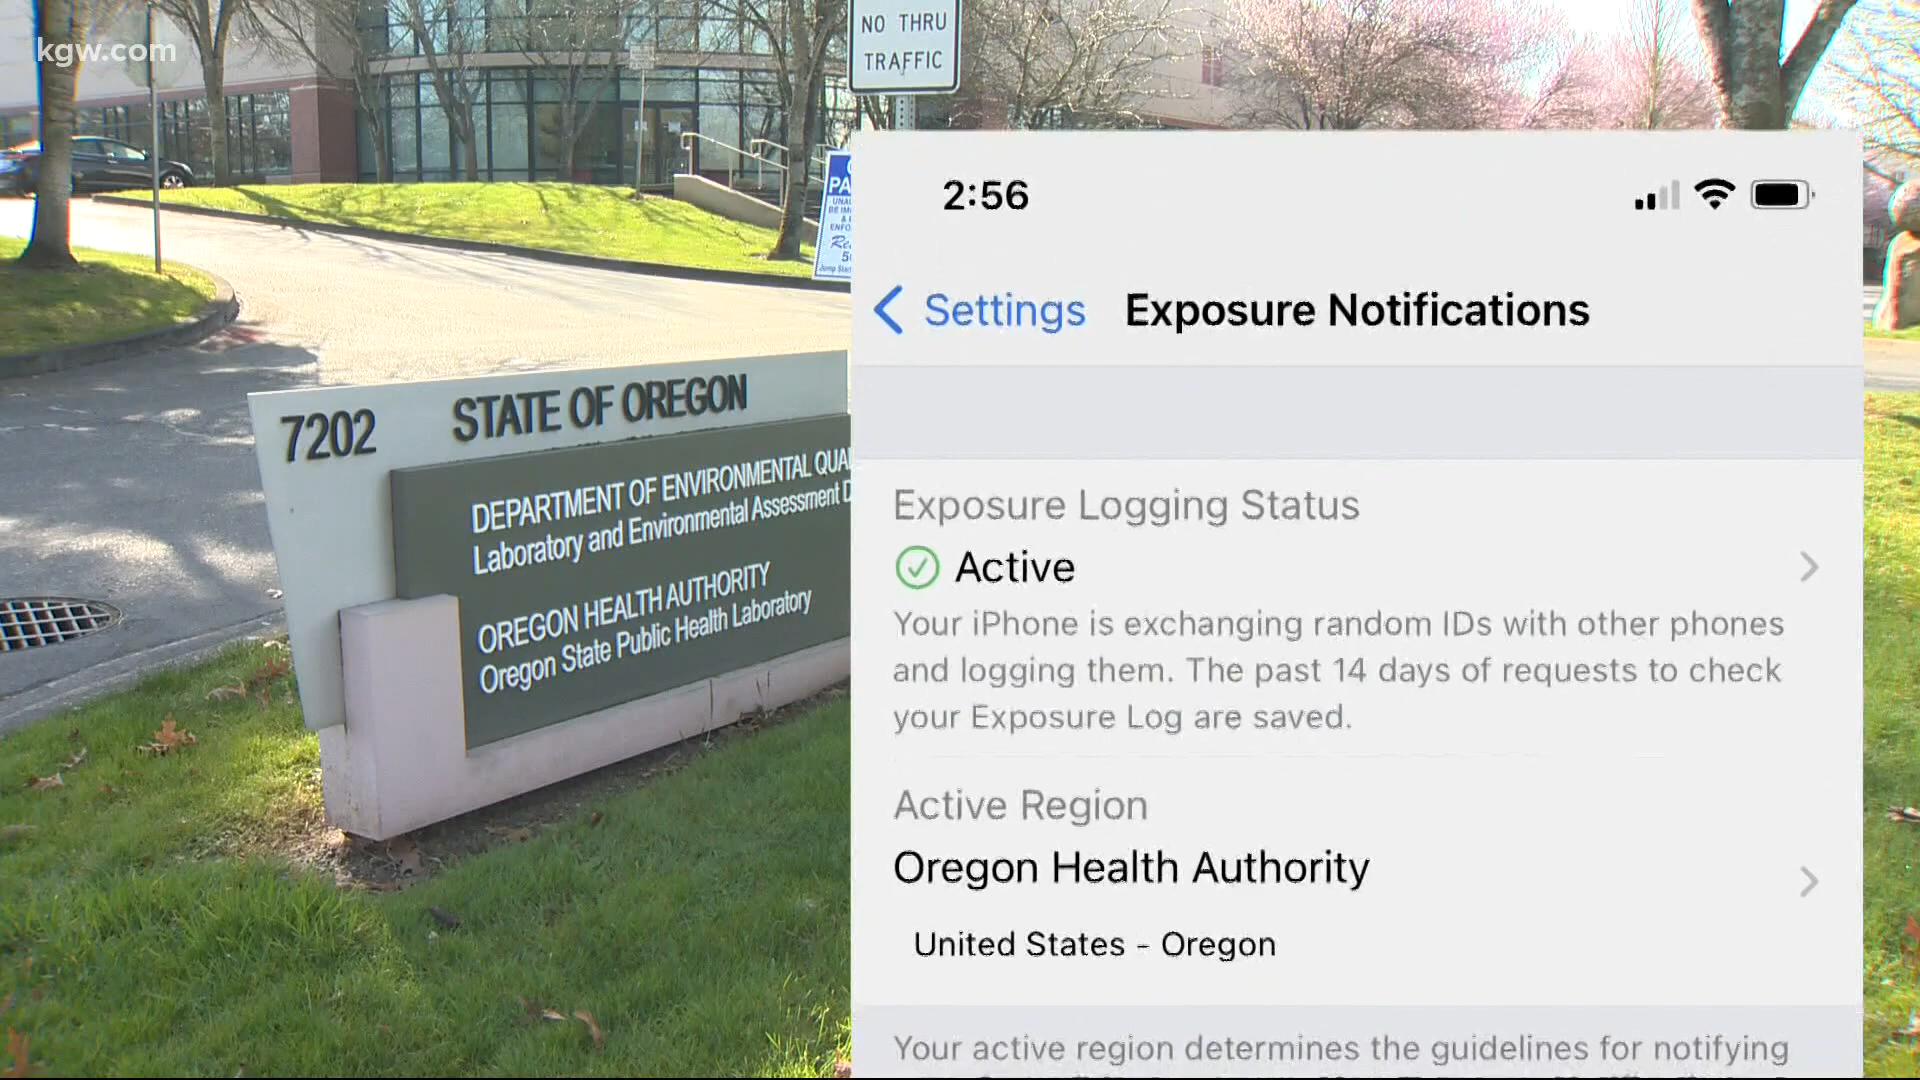 kgw.com
NO THRU
TRAFFIC
7202 STATE OF OREGON
DEPARTMENT OF ENVIRONMENTAL
Laboratory and Environmental Assessment
OREGON HEALTH AUTHORITY
Oregon State Public Health Laboratory
2:56
Settings Exposure Notifications
Exposure Logging Status
Active
Your iPhone is exchanging random IDs with other phones
and logging them. The past 14 days of requests to check
your Exposure Log are saved.
Active Region
Oregon Health Authority
United States - Oregon
Your active region determines the guidelines for notifying